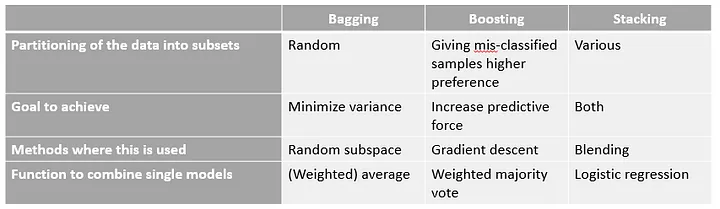 Bagging Boosting Stacking
Partitioning of the data into subsets Random Giving mis-classified Various
samples higher
preference
Goal to achieve Minimize variance Increase predictive Both
force
Methods where this is used Random subspace Gradient descent Blending
Function to combine single models (Weighted) average Weighted majority Logistic regression
vote